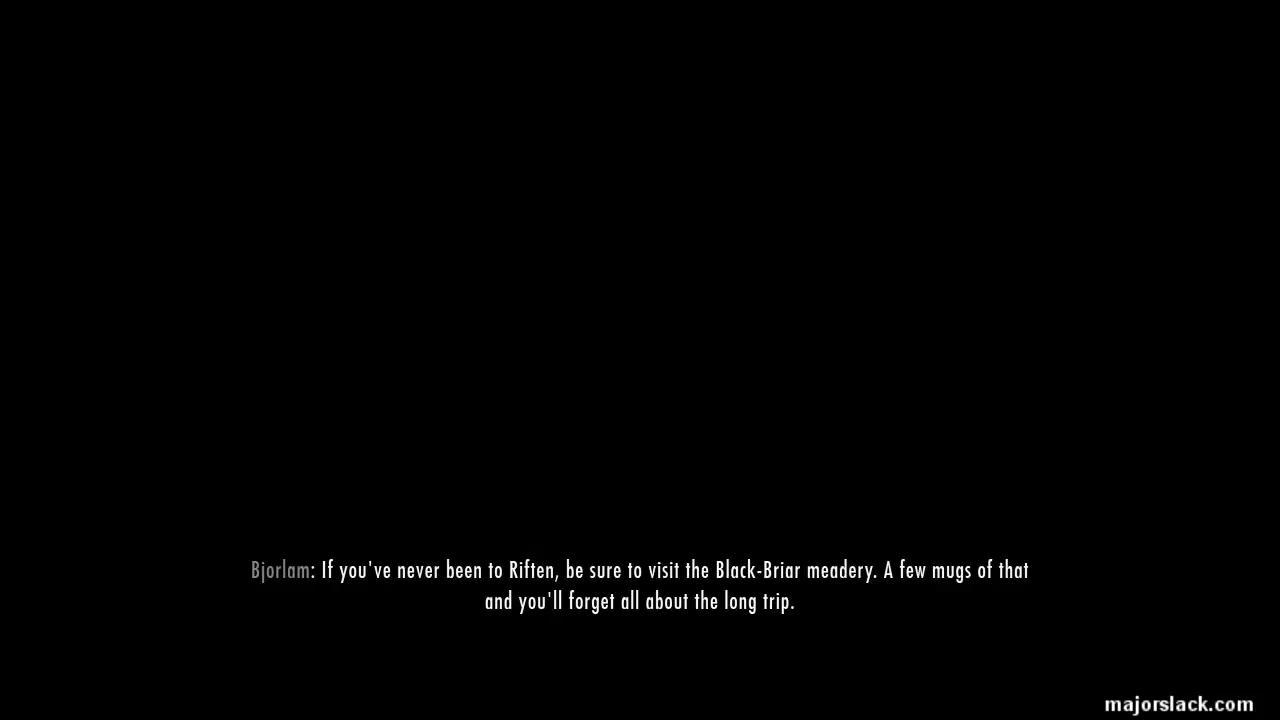 Bjorlam: If you've never been to Riften, be sure to visit the Black-Briar meadery. A few mugs of that
and you'll forget all about the long trip.
majorslack.com